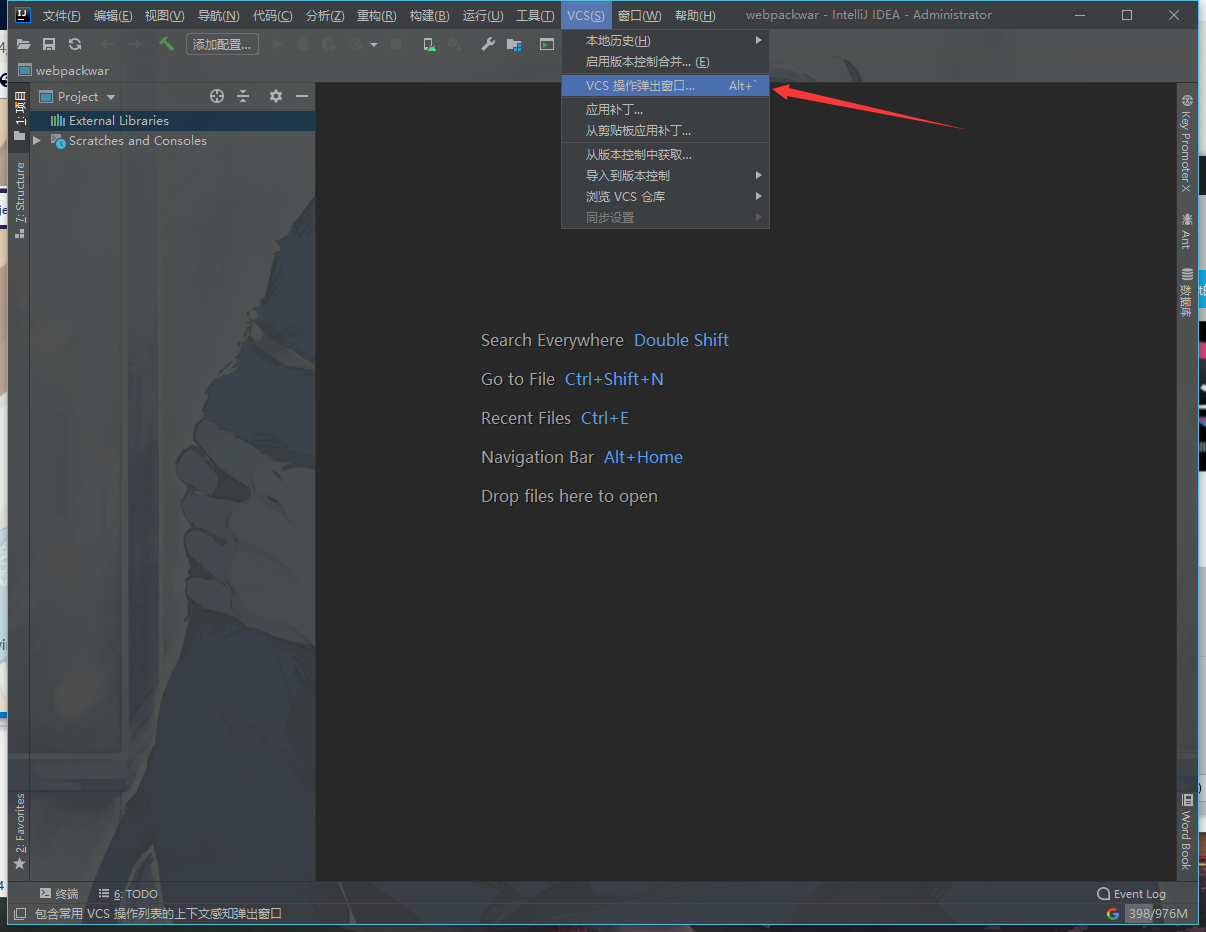 文件(F) 编辑(E) 视图(V) 导航(N) 代码(C) 分析(Z) 重构(R) 构建(B) 运行(U) 工具(T) VCS(S) 窗口(W) 帮助(H) webpackwar - IntelliJ IDEA - Administrator
添加配置...
webpackwar
本地历史(H)
启用版本控制合并... (E)
VCS 操作弹出窗口... Alt+`
应用补丁...
从剪贴板应用补丁...
从版本控制中获取...
导入到版本控制
浏览 VCS 仓库
同步设置
1: 项目
Project
External Libraries
Scratches and Consoles
7: Structure
2: Favorites
Key Promoter X
Ant
数据库
Word Book
Search Everywhere Double Shift
Go to File Ctrl+Shift+N
Recent Files Ctrl+E
Navigation Bar Alt+Home
Drop files here to open
终端 6: TODO Event Log
包含常用 VCS 操作列表的上下文感知弹出窗口 398/976M